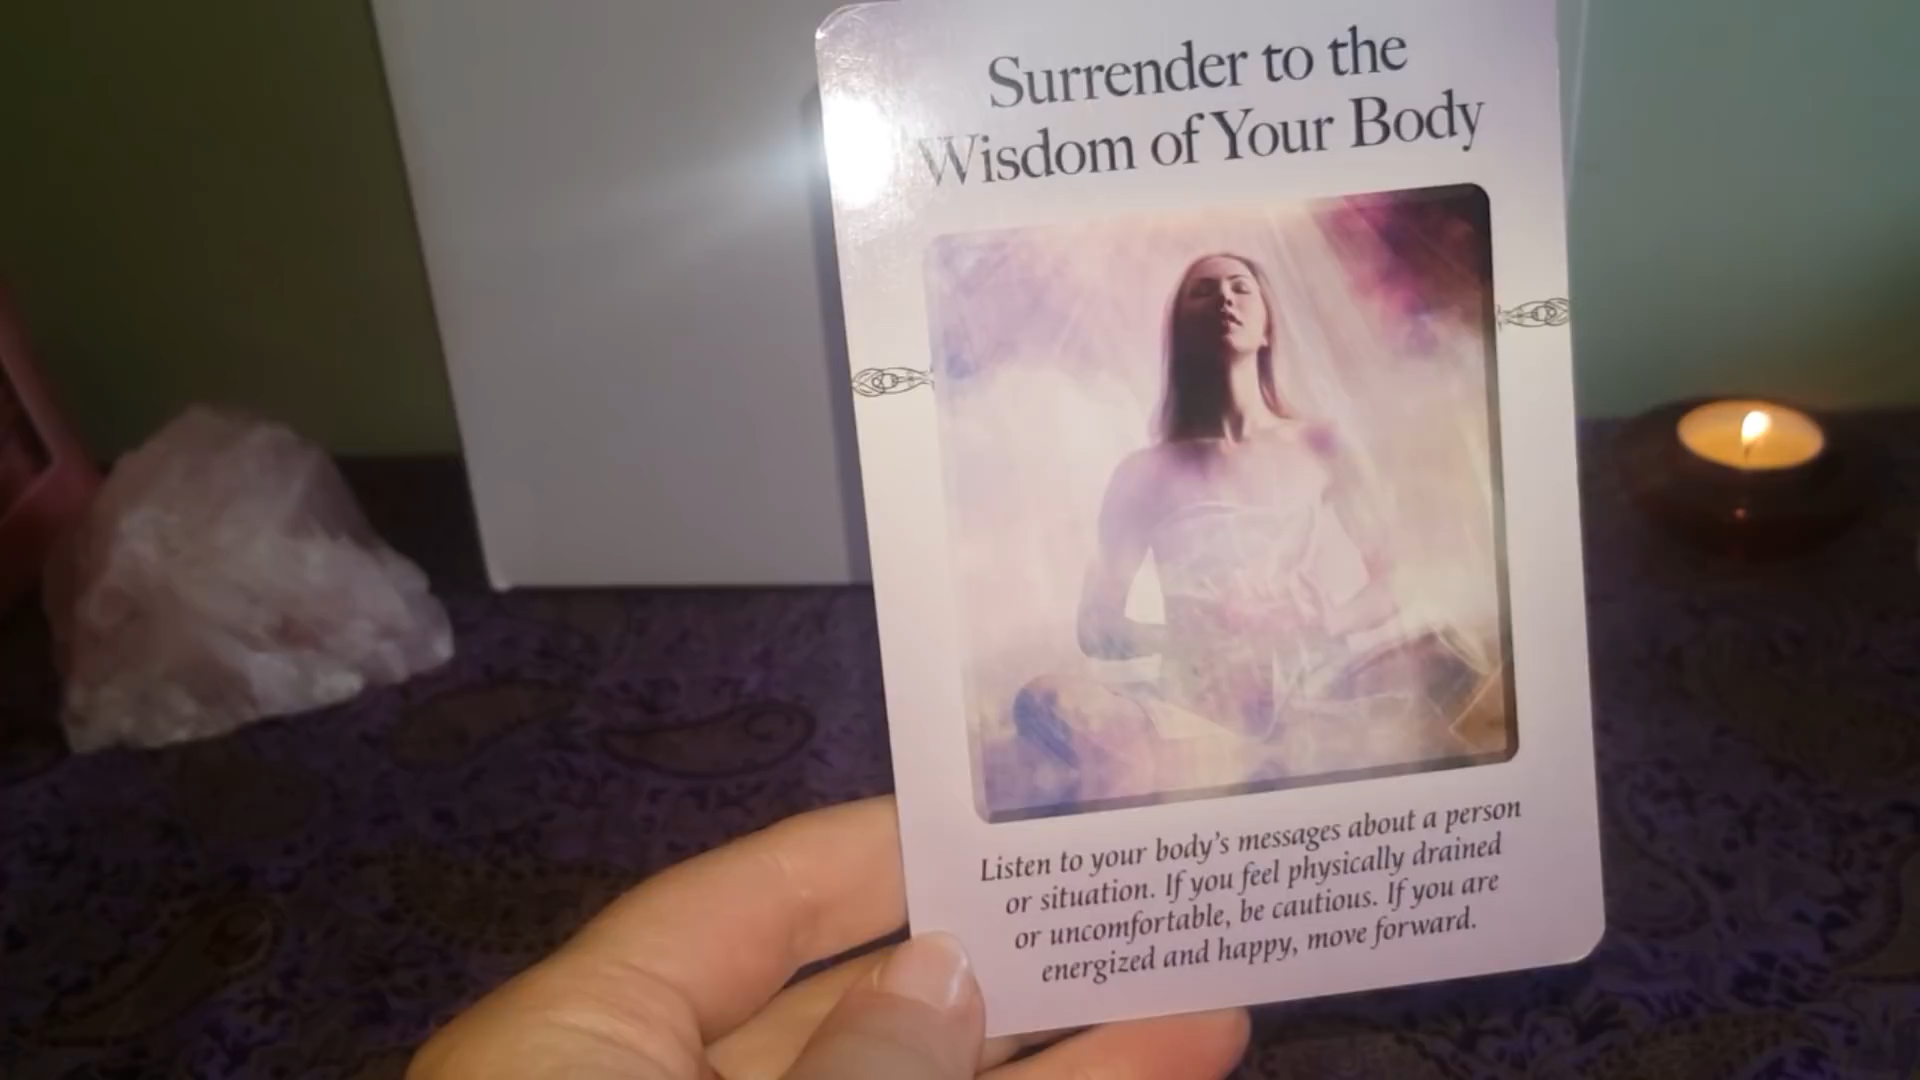 Surrender to the
Wisdom of Your Body
Listen to your body's messages about a person
or situation. If you feel physically drained
or uncomfortable, be cautious. If you are
energized and happy, move forward.